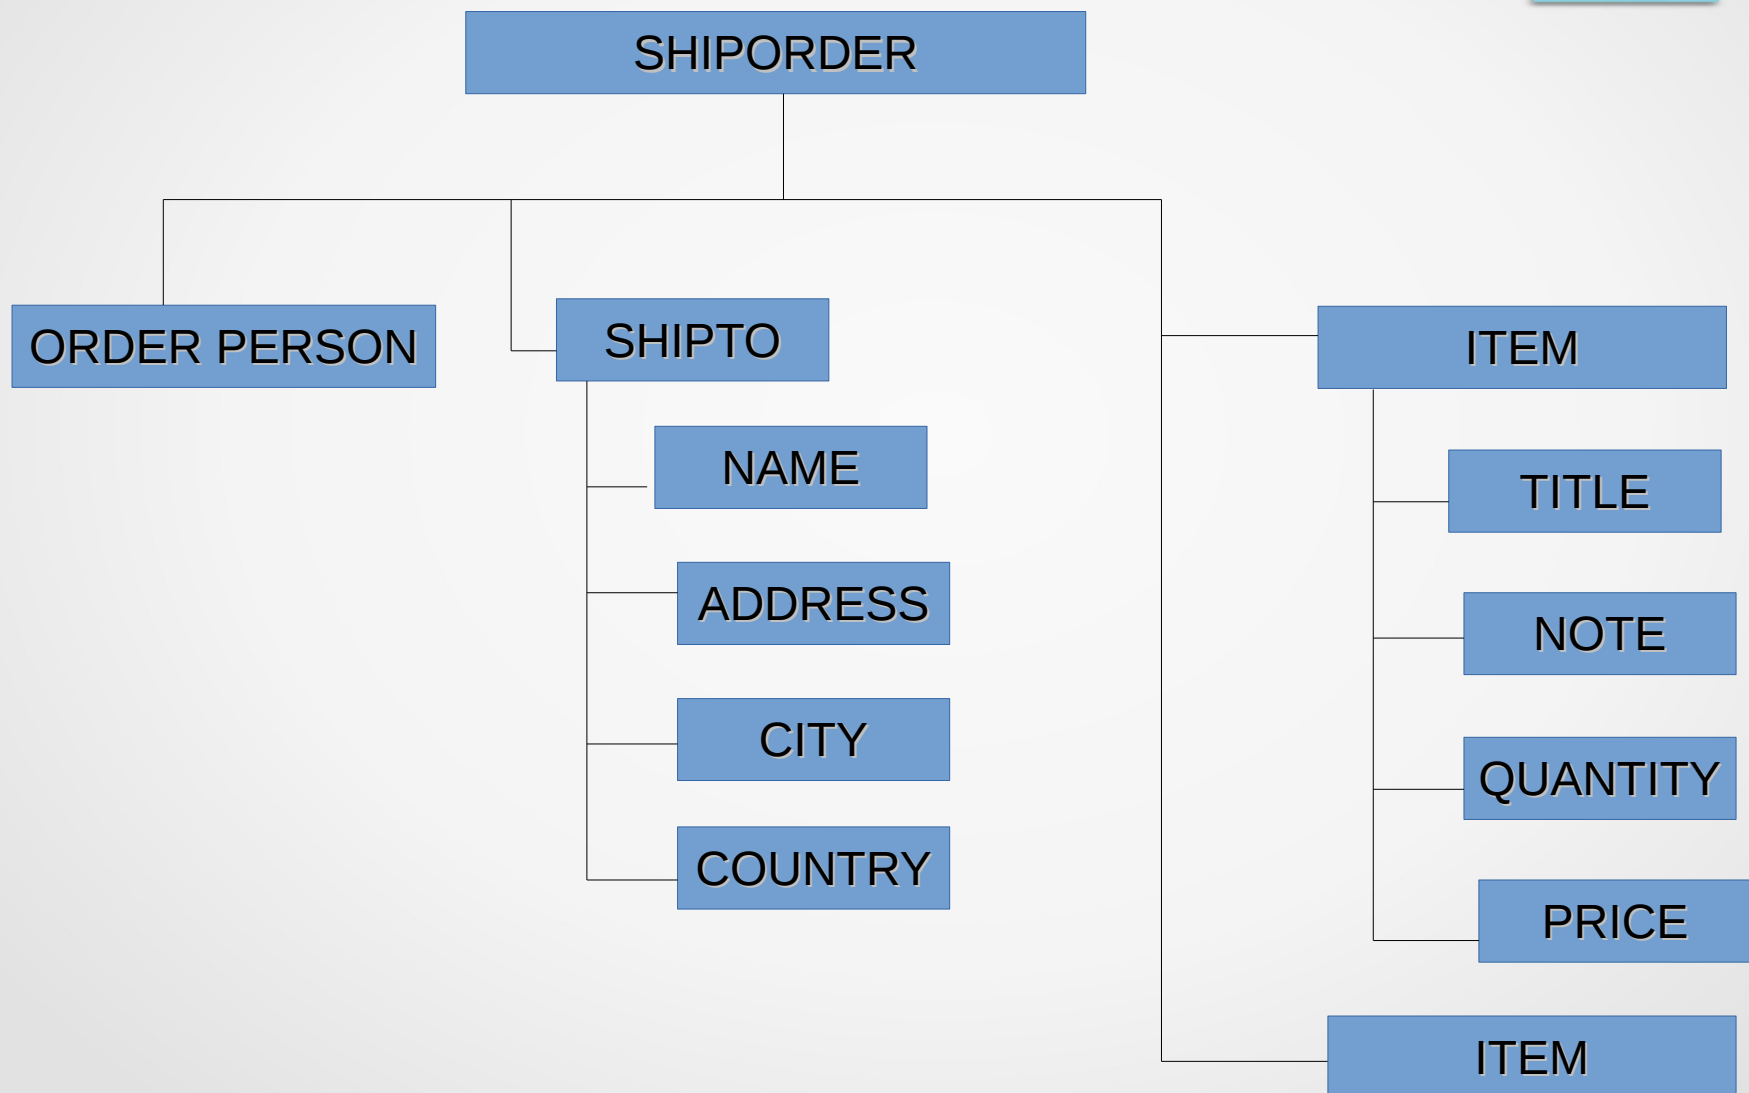 SHIPORDER
ORDER PERSON
SHIPTO
NAME
ADDRESS
CITY
COUNTRY
ITEM
TITLE
NOTE
QUANTITY
PRICE
ITEM